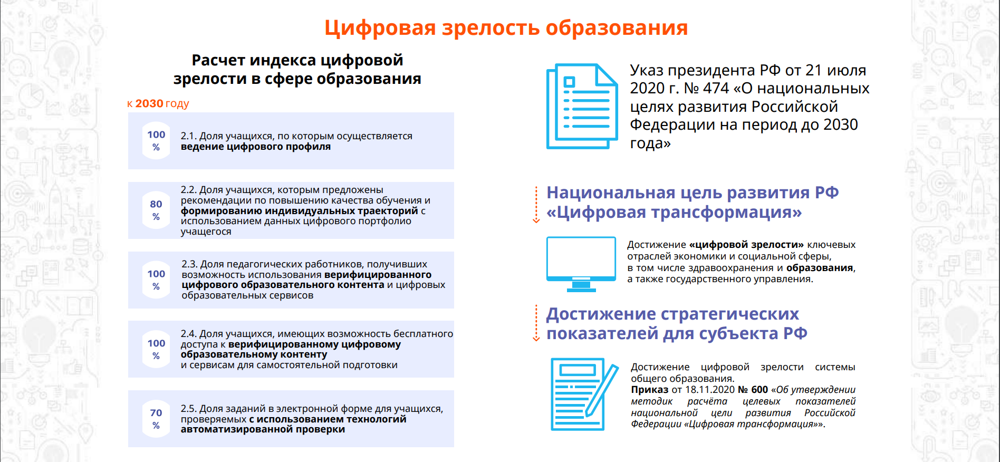 Цифровая зрелость образования
Расчет индекса цифровой
зрелости в сфере образования
к 2030 году
100
%
2.1. Доля учащихся, по которым осуществляется
ведение цифрового профиля
80
%
2.2. Доля учащихся, которым предложены
рекомендации по повышению качества обучения и
формированию индивидуальных траекторий с
использованием данных цифрового портфолио
учащегося
100
%
2.3. Доля педагогических работников, получивших
возможность использования верифицированного
цифрового образовательного контента и цифровых
образовательных сервисов
100
%
2.4. Доля учащихся, имеющих возможность бесплатного
доступа к верифицированному цифровому
образовательному контенту
и сервисам для самостоятельной подготовки
70
%
2.5. Доля заданий в электронной форме для учащихся,
проверяемых с использованием технологий
автоматизированной проверки
Указ президента РФ от 21 июля
2020 г. № 474 «О национальных
целях развития Российской
Федерации на период до 2030
года»
Национальная цель развития РФ
«Цифровая трансформация»
Достижение «цифровой зрелости» ключевых
отраслей экономики и социальной сферы,
в том числе здравоохранения и образования,
а также государственного управления.
Достижение стратегических
показателей для субъекта РФ
Достижение цифровой зрелости системы
общего образования.
Приказ от 18.11.2020 № 600 «Об утверждении
методик расчёта целевых показателей
национальной цели развития Российской
Федерации «Цифровая трансформация»».